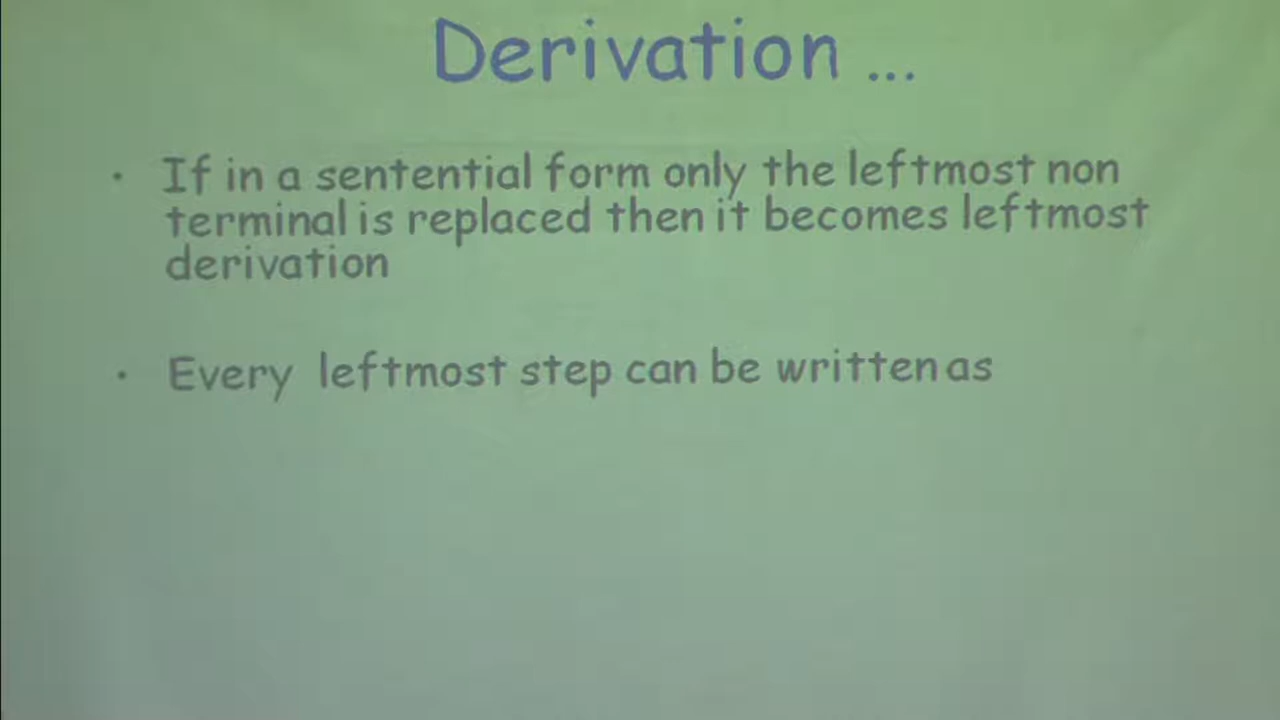 Derivation ...
• If in a sentential form only the leftmost non
terminal is replaced then it becomes leftmost
derivation
• Every leftmost step can be written as